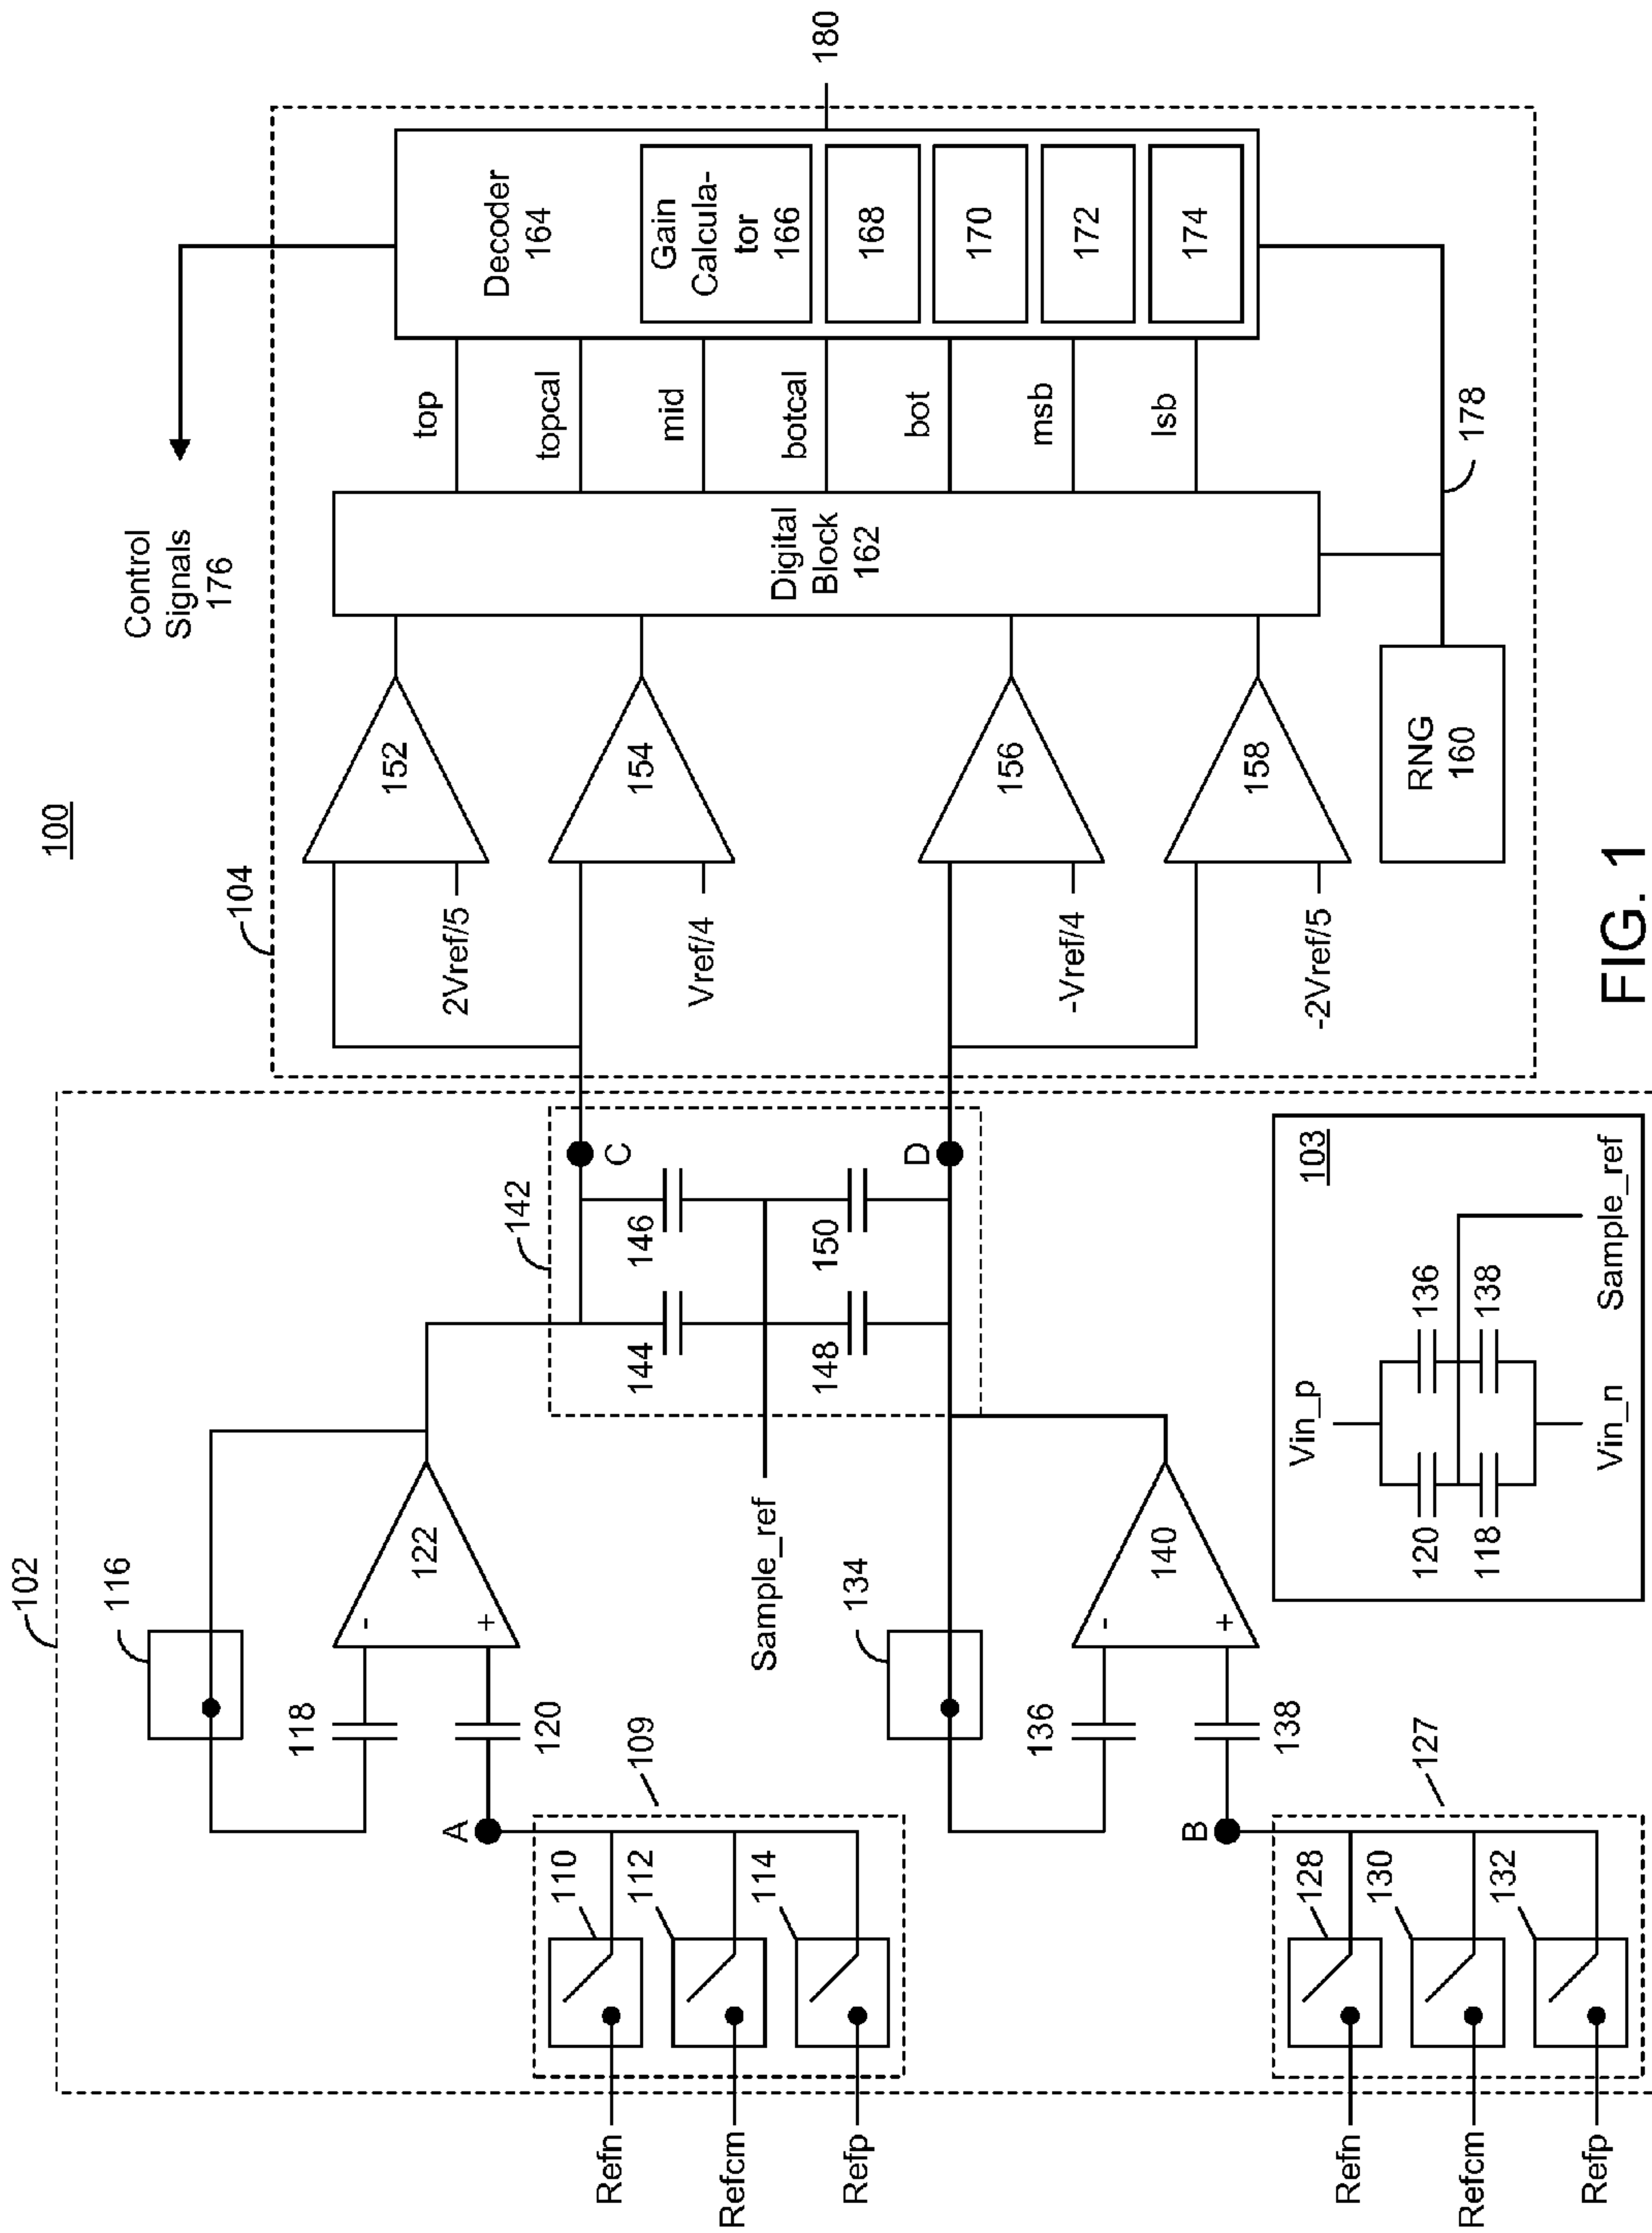 100
102
116
118
120
122
A
109
110
112
114
Refn
Refcm
Refp
Sample_ref
134
136
138
140
B
127
128
130
132
Refn
Refcm
Refp
-
+
-
+
142
144
146
148
150
C
D
103
Vin_p
120
136
118
138
Vin_n
Sample_ref
104
152
2Vref/5
154
Vref/4
156
-Vref/4
158
-2Vref/5
RNG
160
Digital
Block
162
Control
Signals
176
top
topcal
mid
botcal
bot
msb
lsb
Decoder
164
Gain
Calcula-
tor
166
168
170
172
174
178
180
FIG. 1